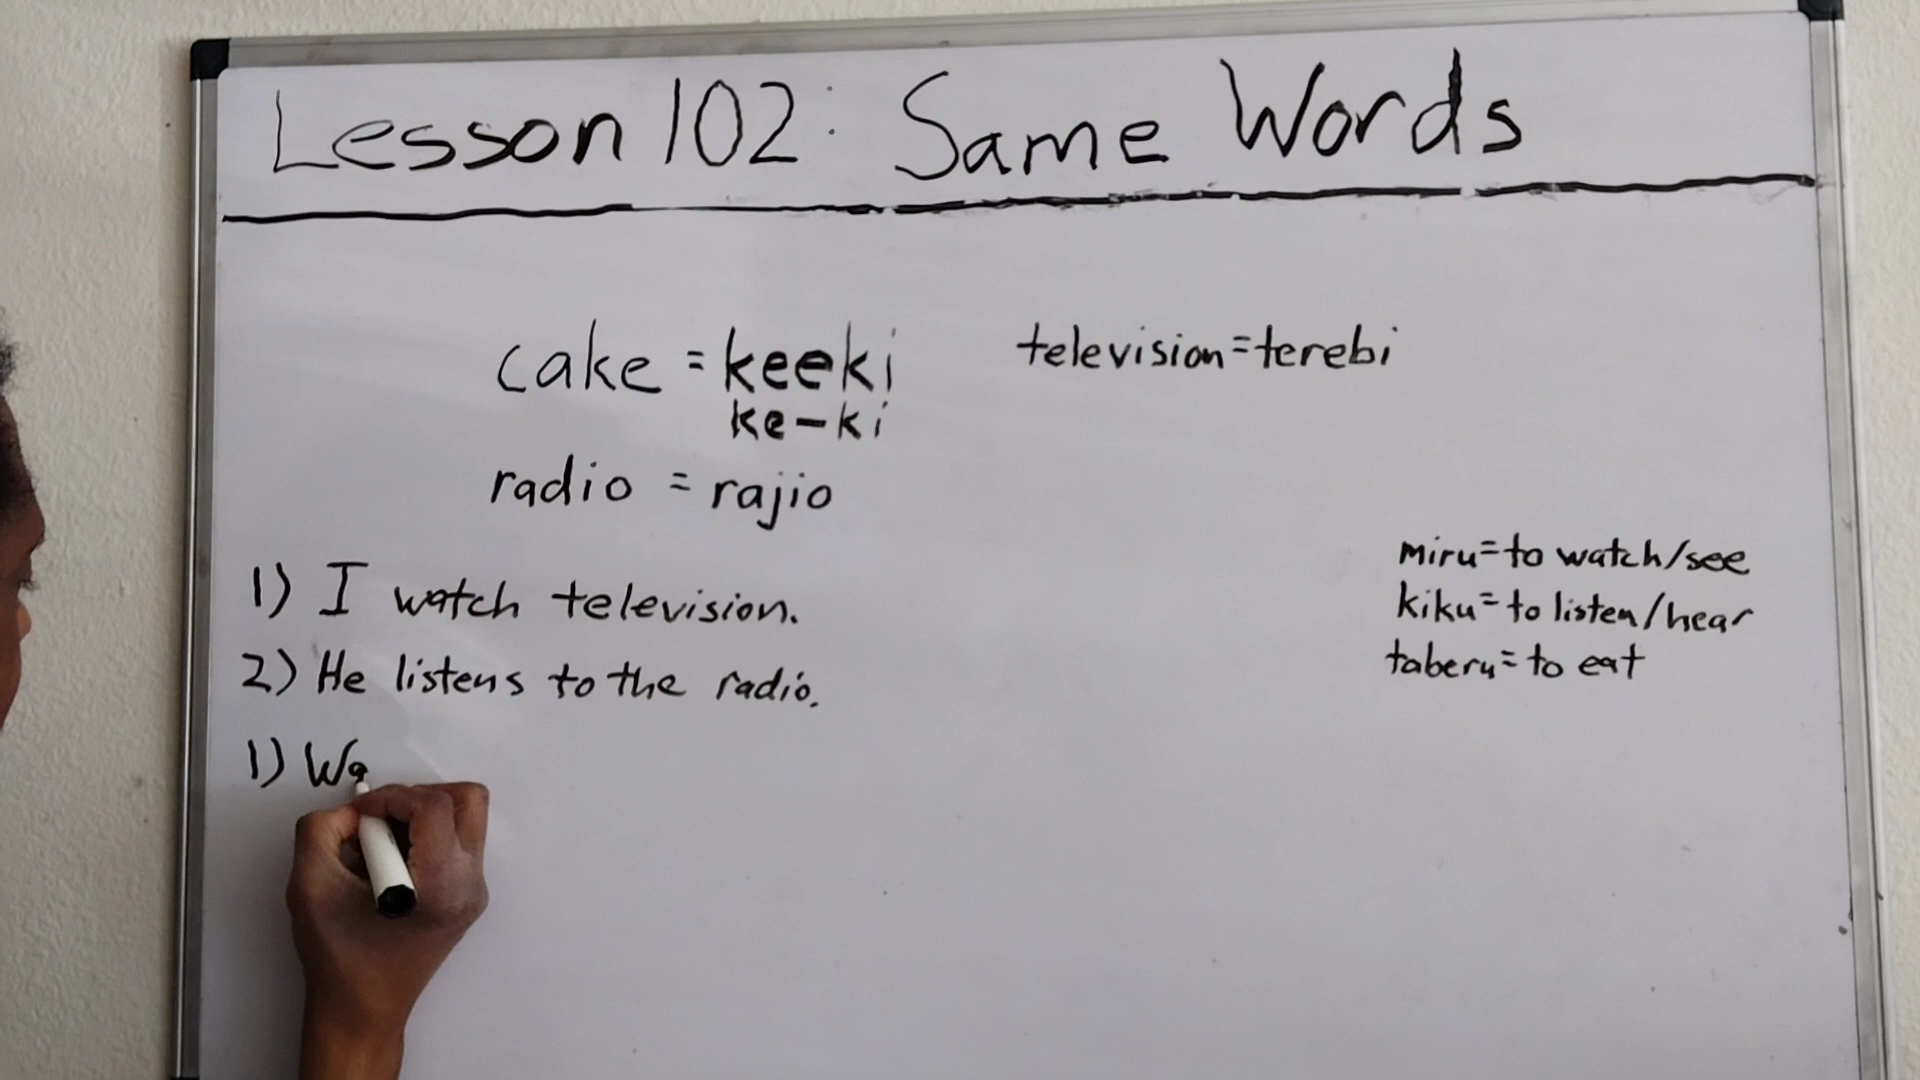 Lesson 102: Same Words
cake = keeki
ke-ki
television=terebi
radio = rajio
1) I watch television.
2) He listens to the radio.
1) Wa
miru=to watch/see
kiku=to listen/hear
taberu=to eat